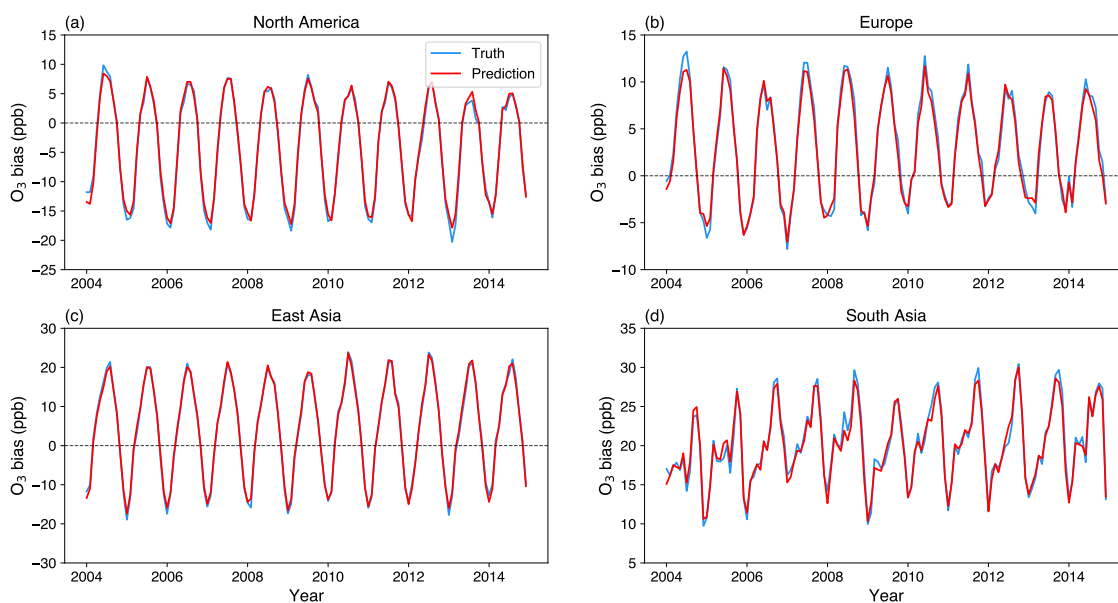 (a) North America
15
10
5
0
−5
−10
−15
−20
−25
O3 bias (ppb)
Truth
Prediction
2004 2006 2008 2010 2012 2014
(b) Europe
15
10
5
0
−5
−10
O3 bias (ppb)
2004 2006 2008 2010 2012 2014
(c) East Asia
30
20
10
0
−10
−20
−30
O3 bias (ppb)
2004 2006 2008 2010 2012 2014
Year
(d) South Asia
35
30
25
20
15
10
5
O3 bias (ppb)
2004 2006 2008 2010 2012 2014
Year